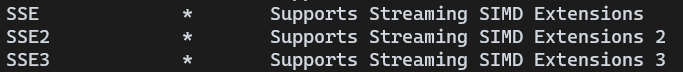 SSE * Supports Streaming SIMD Extensions
SSE2 * Supports Streaming SIMD Extensions 2
SSE3 * Supports Streaming SIMD Extensions 3